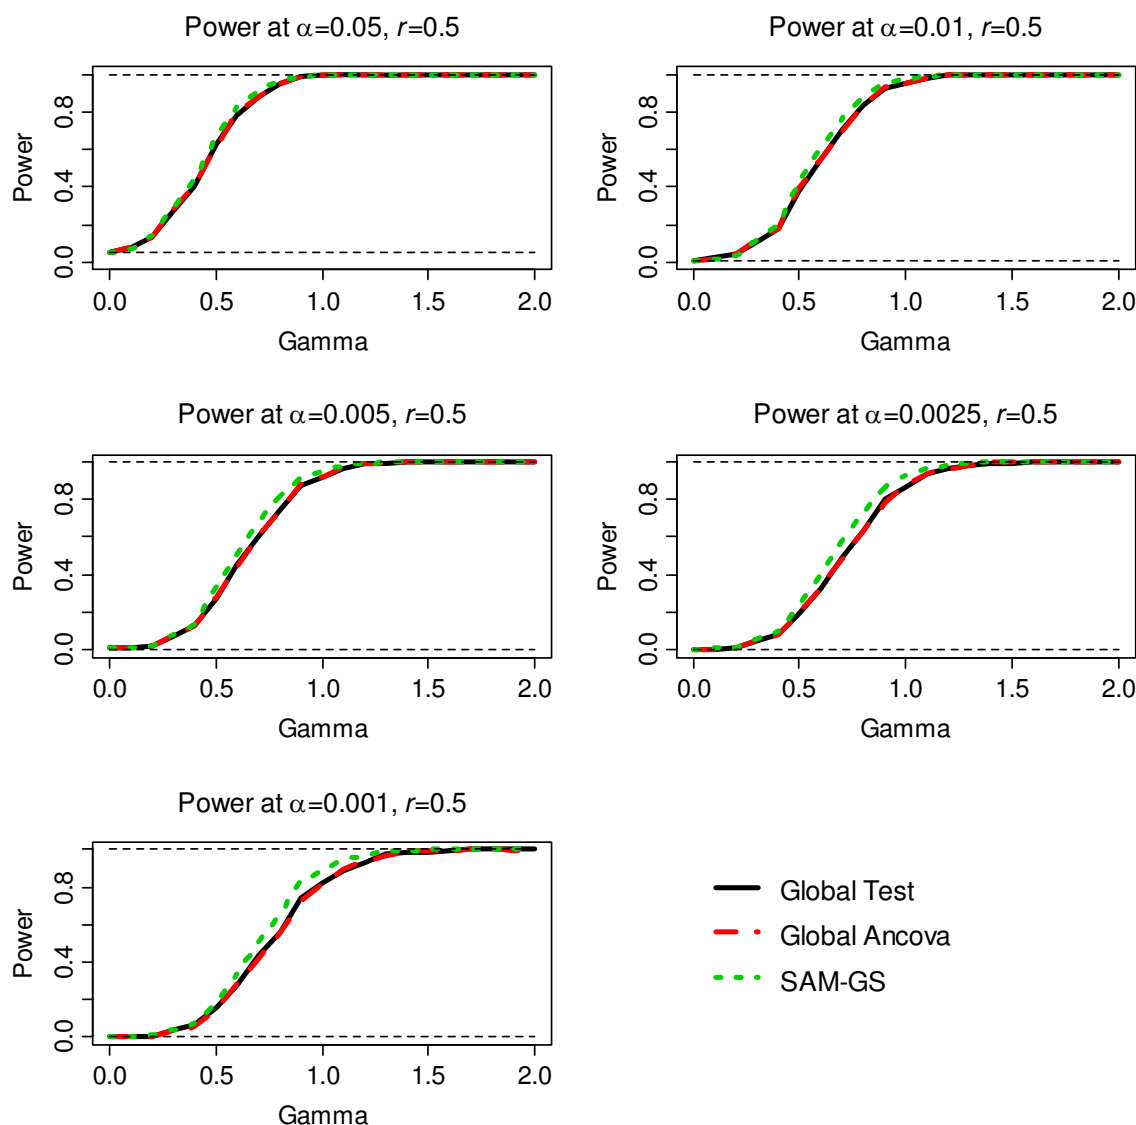 Power at α=0.05, r=0.5
Power
0.0 0.4 0.8
0.0 0.5 1.0 1.5 2.0
Gamma
Power at α=0.01, r=0.5
Power
0.0 0.4 0.8
0.0 0.5 1.0 1.5 2.0
Gamma
Power at α=0.005, r=0.5
Power
0.0 0.4 0.8
0.0 0.5 1.0 1.5 2.0
Gamma
Power at α=0.0025, r=0.5
Power
0.0 0.4 0.8
0.0 0.5 1.0 1.5 2.0
Gamma
Power at α=0.001, r=0.5
Power
0.0 0.4 0.8
0.0 0.5 1.0 1.5 2.0
Gamma
Global Test
Global Ancova
SAM-GS